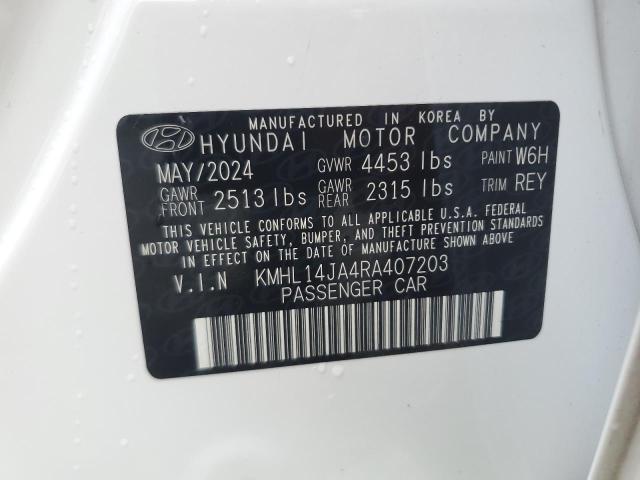 MANUFACTURED IN KOREA BY
HYUNDAI MOTOR COMPANY
MAY/2024 GVWR 4453 lbs PAINT W6H
GAWR FRONT 2513 lbs GAWR REAR 2315 lbs TRIM REY
THIS VEHICLE CONFORMS TO ALL APPLICABLE U.S.A. FEDERAL
MOTOR VEHICLE SAFETY, BUMPER, AND THEFT PREVENTION STANDARDS
IN EFFECT ON THE DATE OF MANUFACTURE SHOWN ABOVE.
V.I.N KMHL14JA4RA407203
PASSENGER CAR